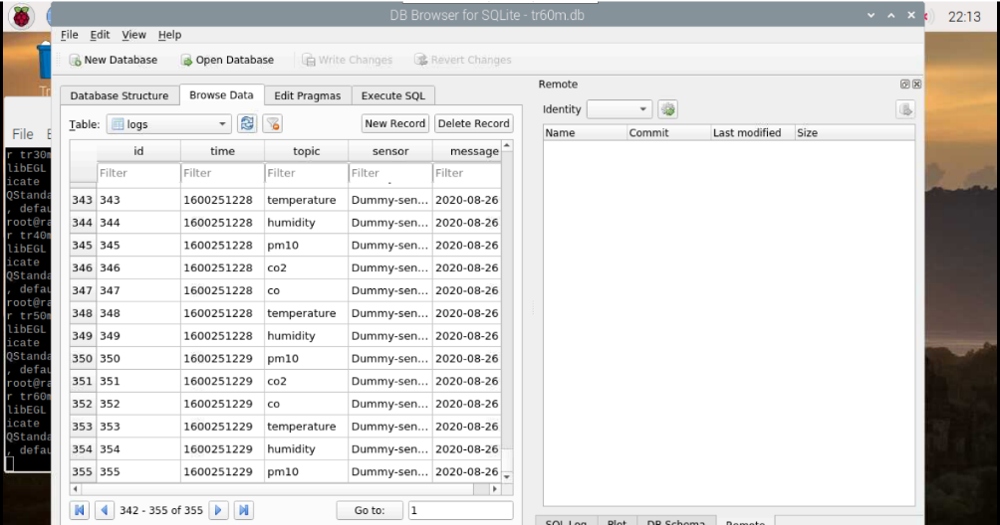 DB Browser for SQLite - tr60m.db
22:13
File Edit View Help
New Database Open Database Write Changes Revert Changes
Database Structure Browse Data Edit Pragmas Execute SQL
Table: logs New Record Delete Record
id time topic sensor message
Filter Filter Filter Filter Filter
343 343 1600251228 temperature Dummy-sen... 2020-08-26
344 344 1600251228 humidity Dummy-sen... 2020-08-26
345 345 1600251228 pm10 Dummy-sen... 2020-08-26
346 346 1600251228 co2 Dummy-sen... 2020-08-26
347 347 1600251228 co Dummy-sen... 2020-08-26
348 348 1600251228 temperature Dummy-sen... 2020-08-26
349 349 1600251228 humidity Dummy-sen... 2020-08-26
350 350 1600251229 pm10 Dummy-sen... 2020-08-26
351 351 1600251229 co2 Dummy-sen... 2020-08-26
352 352 1600251229 co Dummy-sen... 2020-08-26
353 353 1600251229 temperature Dummy-sen... 2020-08-26
354 354 1600251229 humidity Dummy-sen... 2020-08-26
355 355 1600251229 pm10 Dummy-sen... 2020-08-26
342 - 355 of 355 Go to: 1
Remote
Identity
Name Commit Last modified Size
SQL Log Plot DB Schema Remote
Tr
File E
r tr30m
libEGL
icate
QStanda
, defau
root@ra
r tr40m
libEGL
icate
QStanda
, defau
root@ra
r tr50m
libEGL
icate
QStanda
, defau
root@ra
r tr60m
libEGL
icate
QStanda
, defau